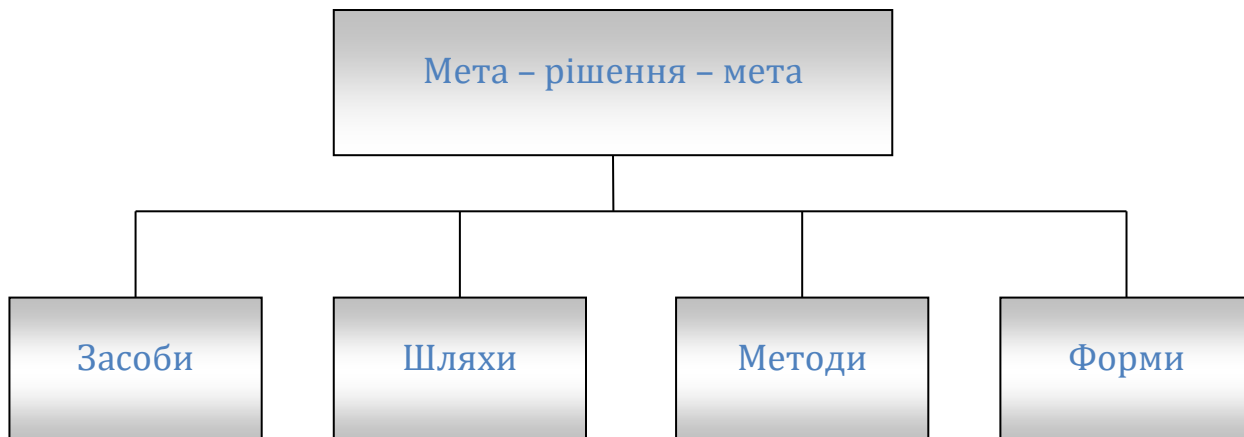 Мета – рішення – мета
Засоби
Шляхи
Методи
Форми